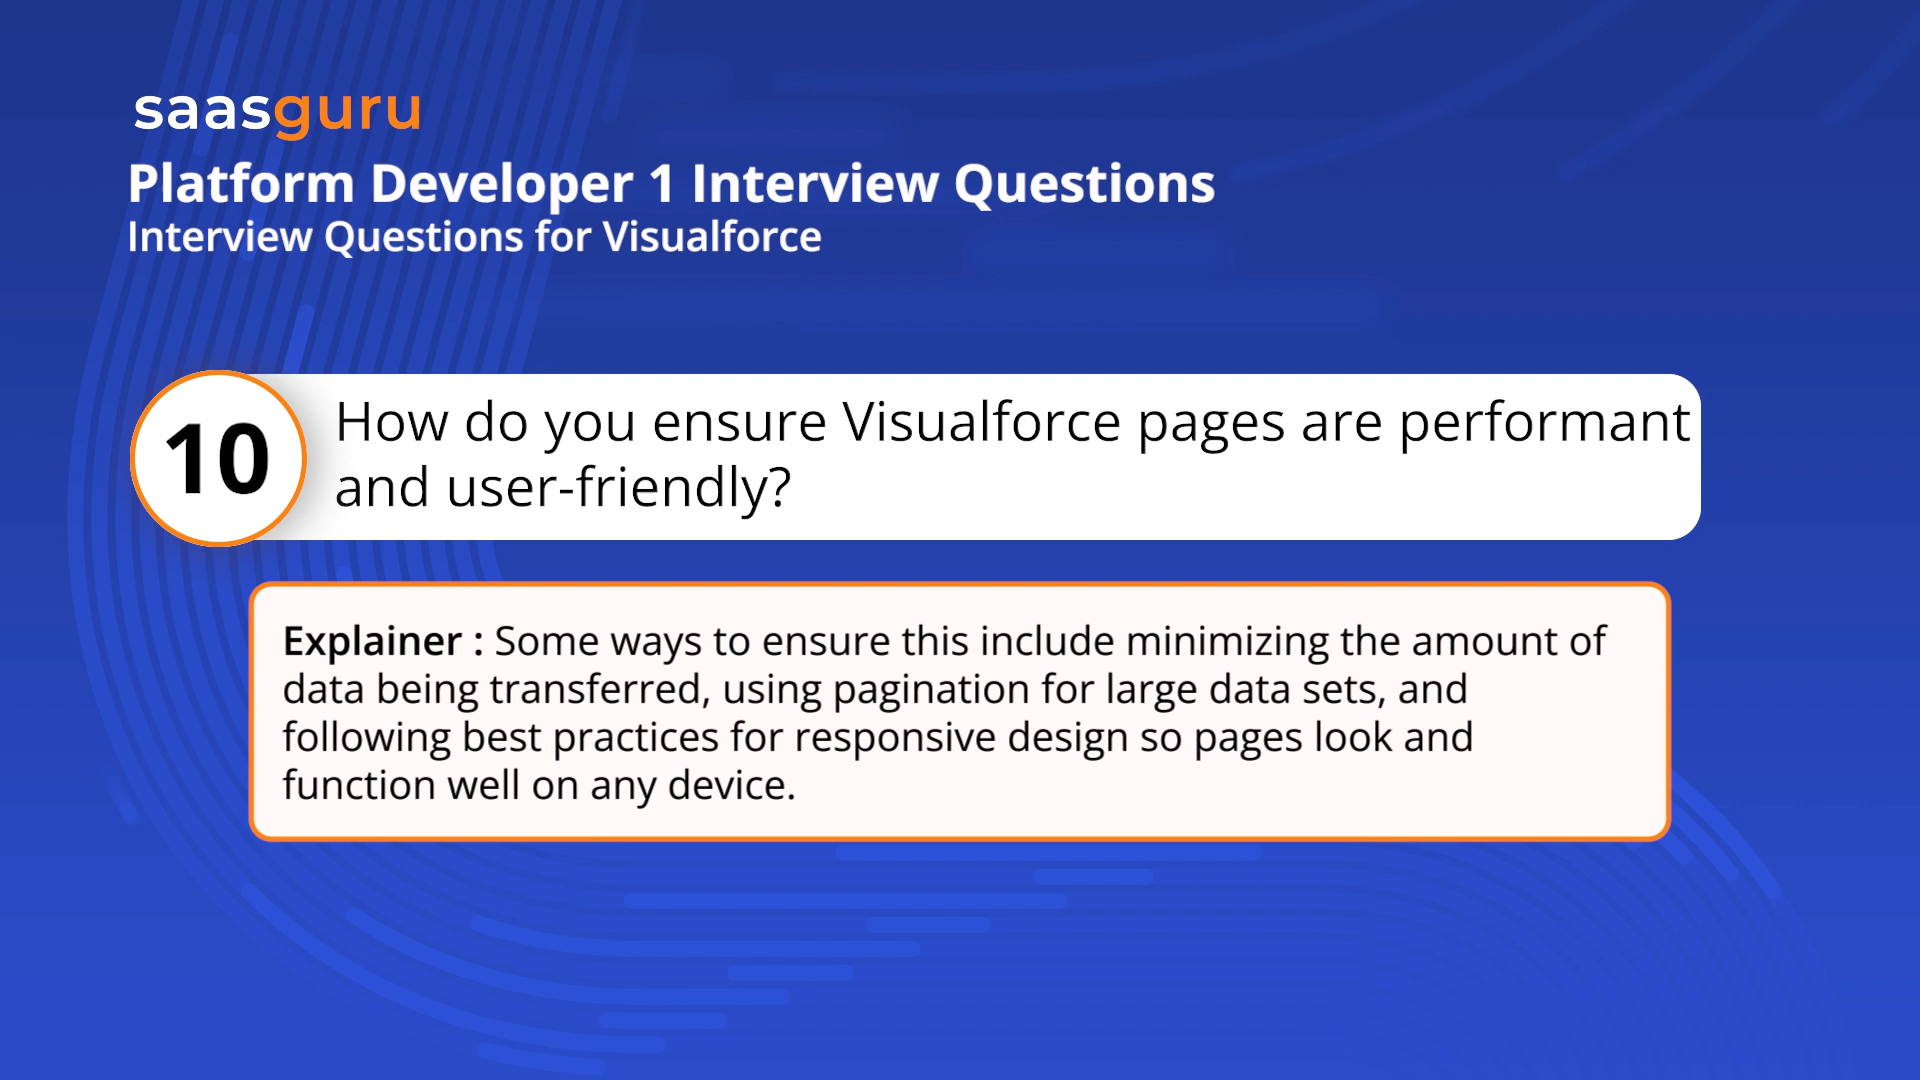 saasguru
Platform Developer 1 Interview Questions
Interview Questions for Visualforce
10
How do you ensure Visualforce pages are performant
and user-friendly?
Explainer : Some ways to ensure this include minimizing the amount of
data being transferred, using pagination for large data sets, and
following best practices for responsive design so pages look and
function well on any device.